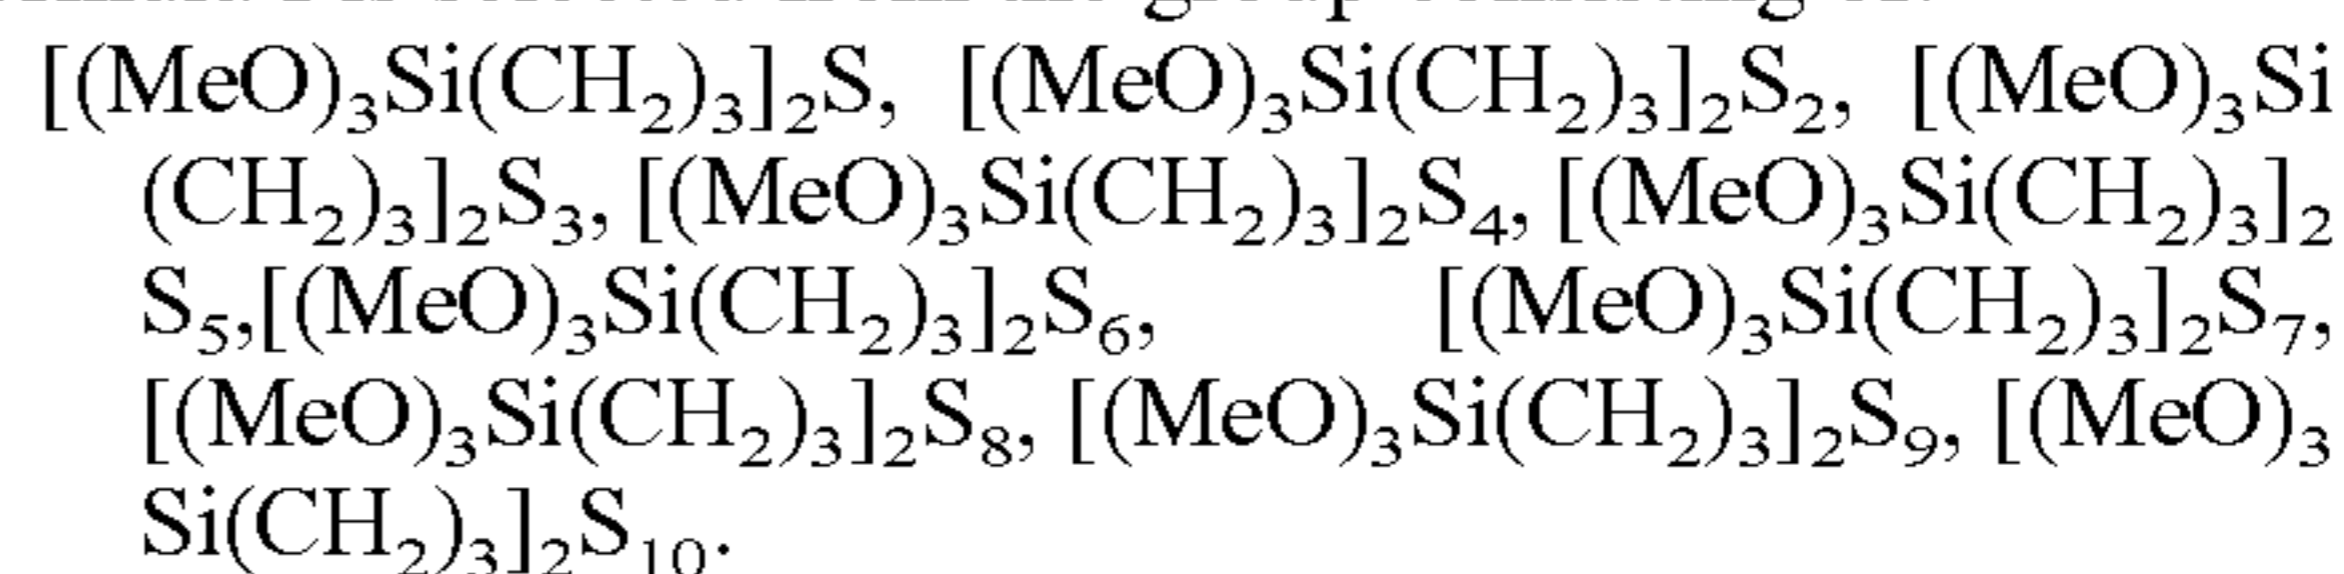 [(MeO)₃Si(CH₂)₃]₂S, [(MeO)₃Si(CH₂)₃]₂S₂, [(MeO)₃Si
(CH₂)₃]₂S₃, [(MeO)₃Si(CH₂)₃]₂S₄, [(MeO)₃Si(CH₂)₃]₂
S₅,[(MeO)₃Si(CH₂)₃]₂S₆, [(MeO)₃Si(CH₂)₃]₂S₇,
[(MeO)₃Si(CH₂)₃]₂S₈, [(MeO)₃Si(CH₂)₃]₂S₉, [(MeO)₃
Si(CH₂)₃]₂S₁₀.